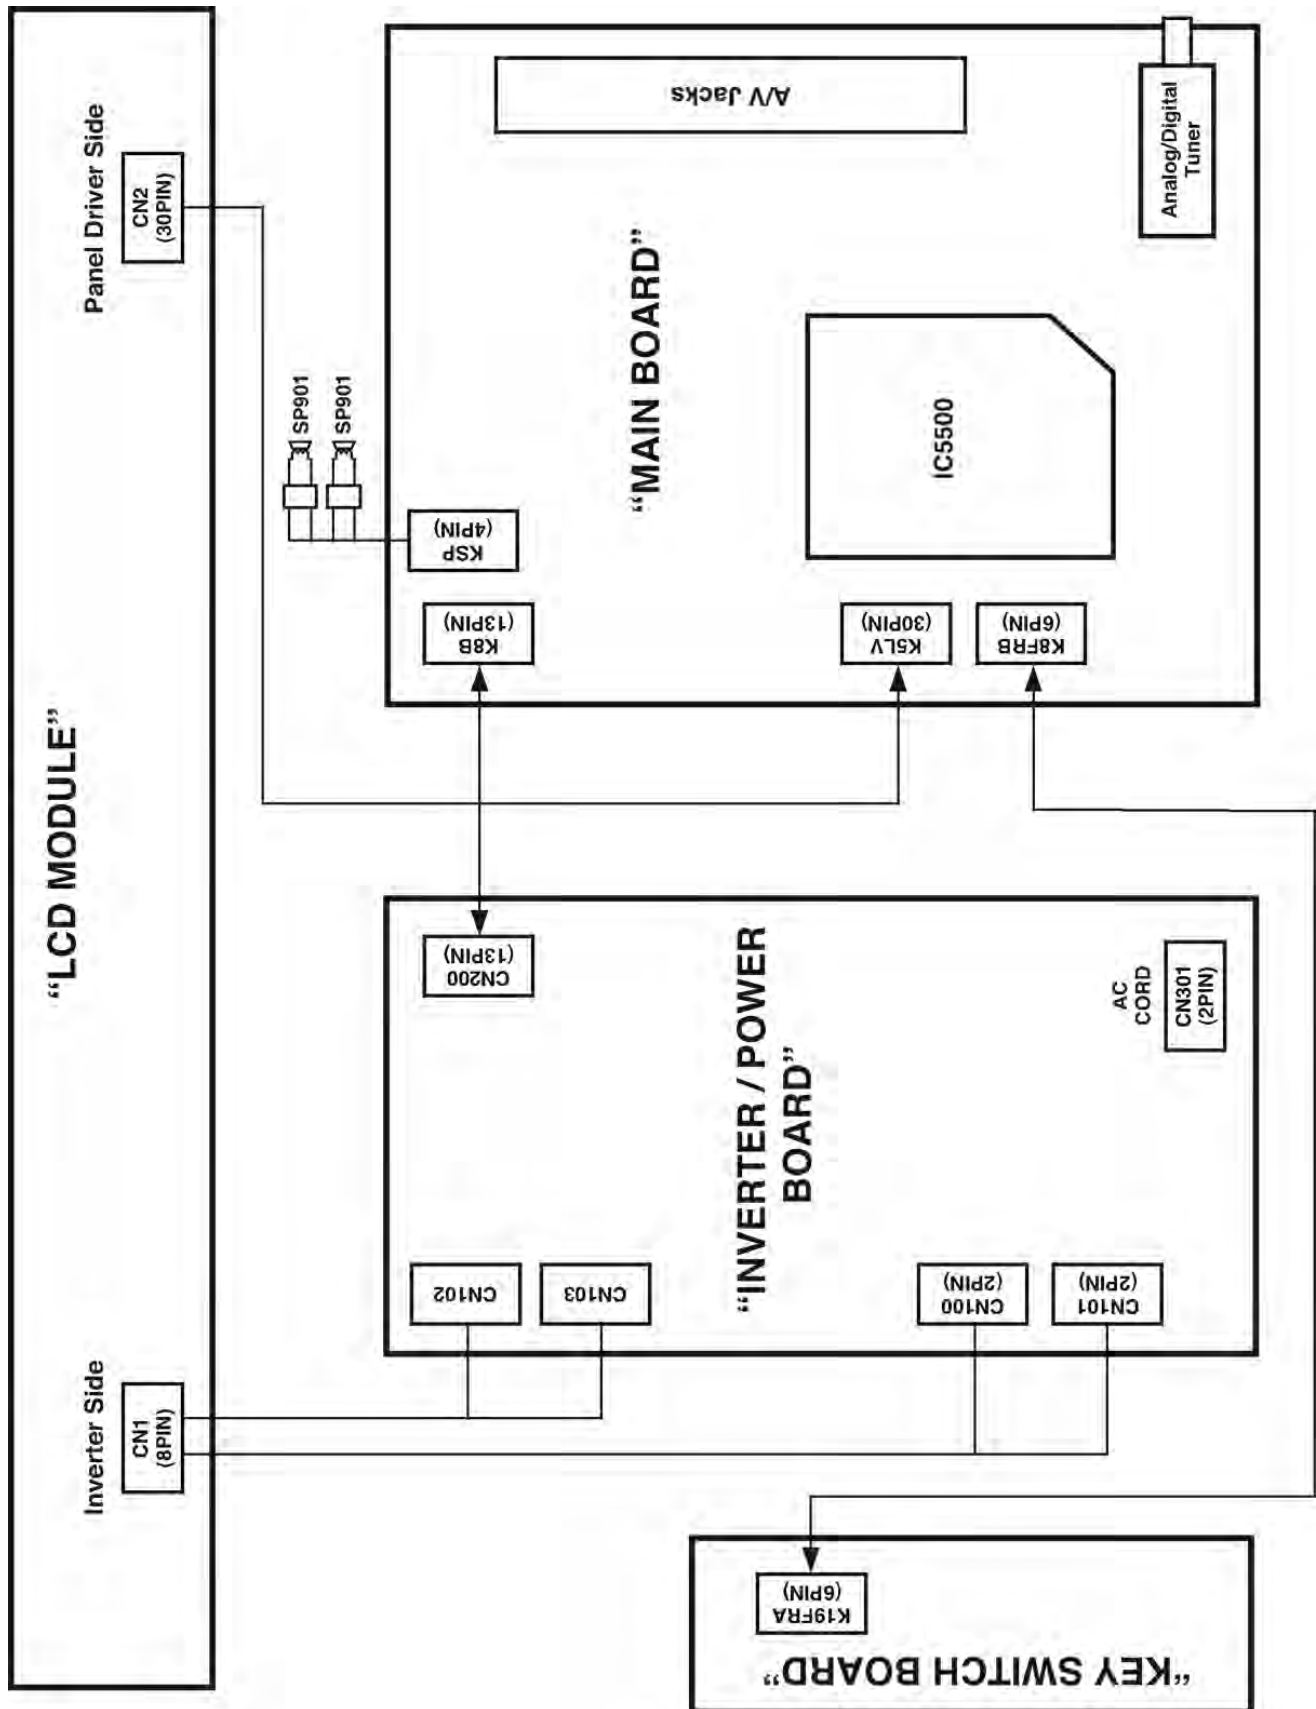 “LCD MODULE”
Panel Driver Side
CN2
(30PIN)
Inverter Side
CN1
(8PIN)
SP901
SP901
“MAIN BOARD”
A/V Jacks
Analog/Digital
Tuner
IC5500
KSP
(4PIN)
K8B
(13PIN)
K5LV
(30PIN)
K8FRB
(6PIN)
“INVERTER / POWER
BOARD”
CN200
(13PIN)
AC
CORD
CN301
(2PIN)
CN102
CN103
CN100
(2PIN)
CN101
(2PIN)
“KEY SWITCH BOARD”
K19FRA
(6PIN)